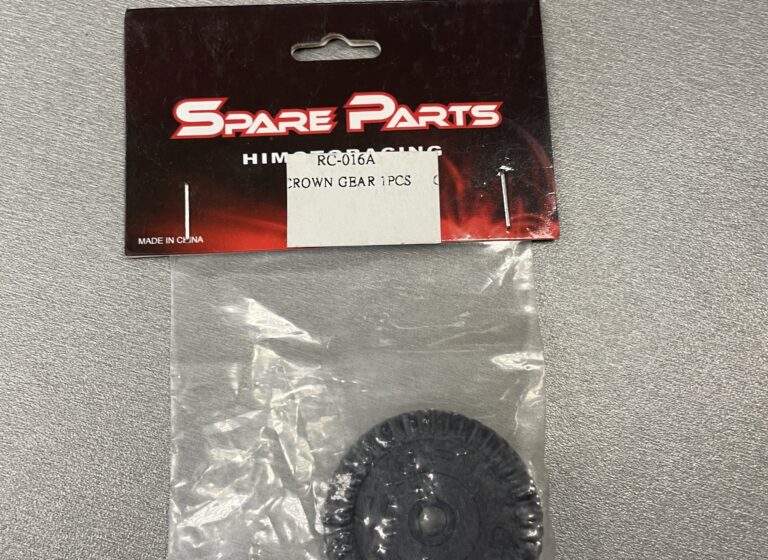 SPARE PARTS
HIMOTORACING
RC-016A
CROWN GEAR 1PCS
MADE IN CHINA